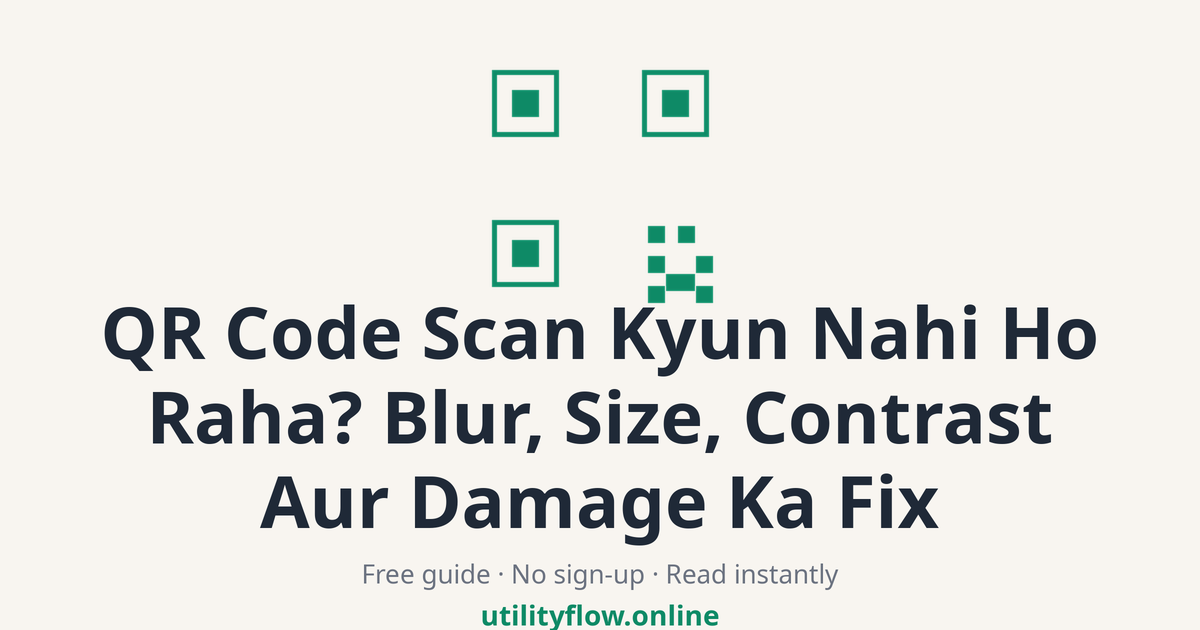 QR Code Scan Kyun Nahi Ho
Raha? Blur, Size, Contrast
Aur Damage Ka Fix
Free guide · No sign-up · Read instantly
utilityflow.online